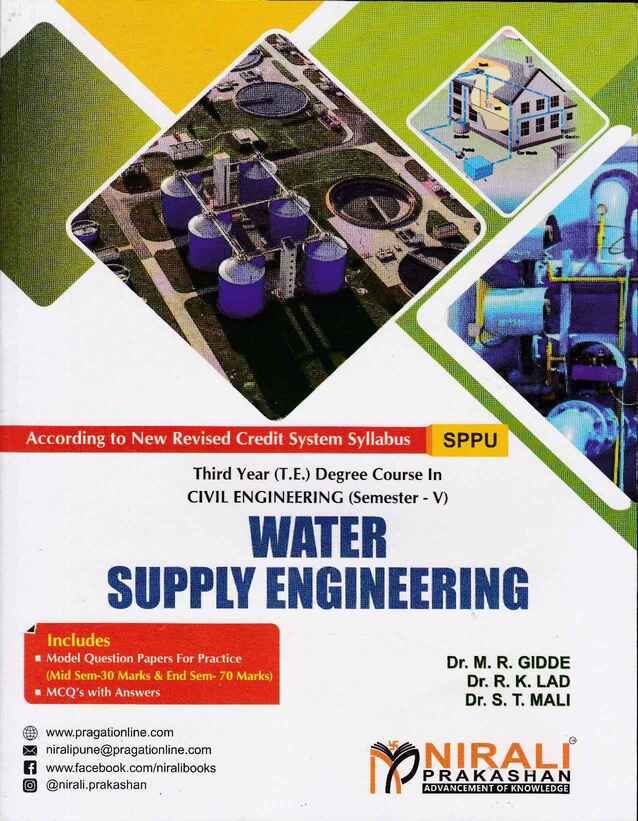 According to New Revised Credit System Syllabus SPPU
Third Year (T.E.) Degree Course In
CIVIL ENGINEERING (Semester - V)
WATER
SUPPLY ENGINEERING
Includes
Model Question Papers For Practice
(Mid Sem-30 Marks & End Sem- 70 Marks)
MCQ's with Answers
Dr. M. R. GIDDE
Dr. R. K. LAD
Dr. S. T. MALI
www.pragationline.com
niralipune@pragationline.com
www.facebook.com/niralibooks
@nirali.prakashan
NIRALI
PRAKASHAN
ADVANCEMENT OF KNOWLEDGE